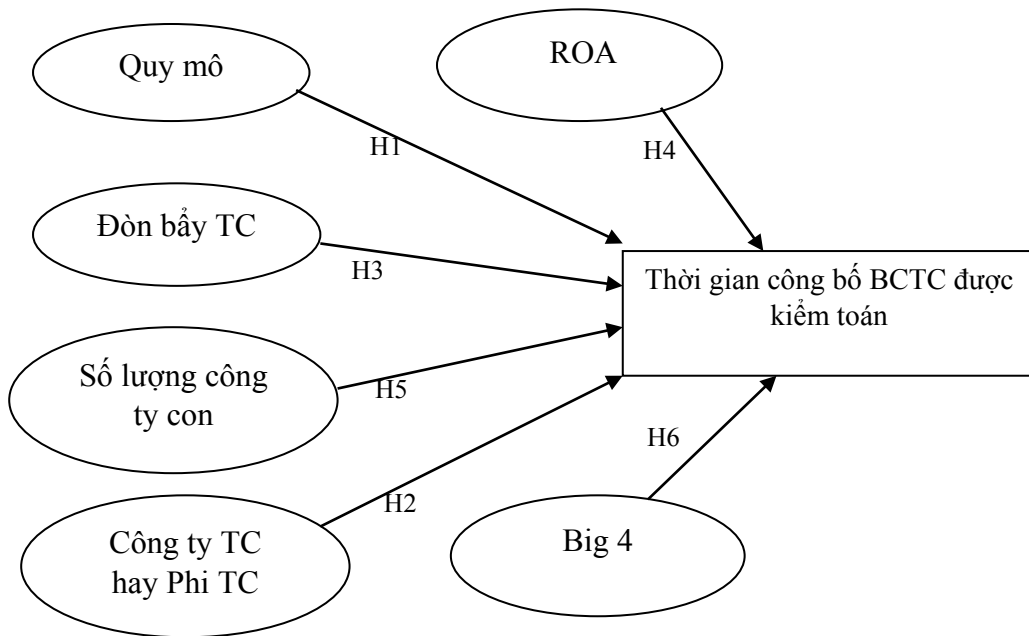 Quy mô
ROA
H1
H4
Đòn bẩy TC
H3
Thời gian công bố BCTC được
kiểm toán
Số lượng công
ty con
H5
H6
H2
Công ty TC
hay Phi TC
Big 4